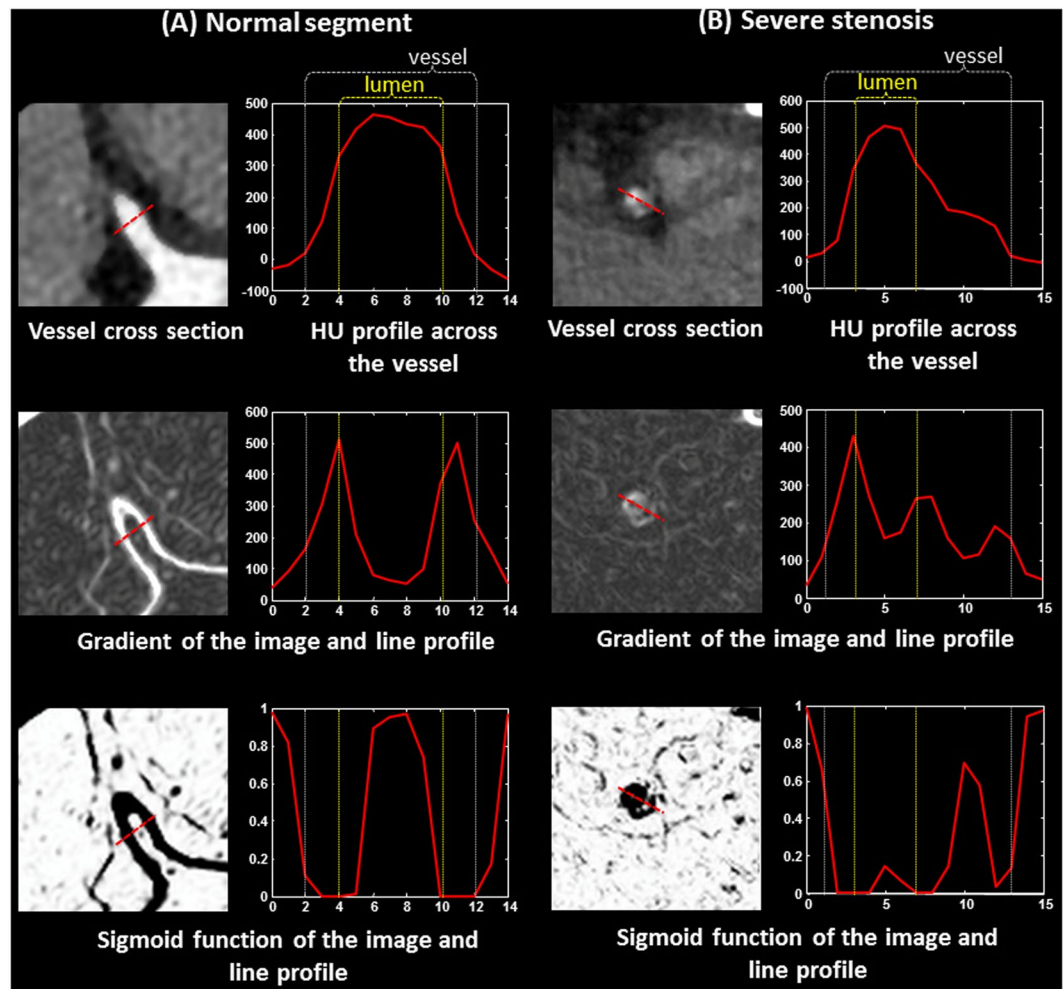 (A) Normal segment
(B) Severe stenosis
vessel
lumen
500
400
300
200
100
0
-100
0 2 4 6 8 10 12 14
Vessel cross section
HU profile across
the vessel
vessel
lumen
600
500
400
300
200
100
0
-100
0 5 10 15
Vessel cross section
HU profile across
the vessel
600
500
400
300
200
100
0
0 2 4 6 8 10 12 14
Gradient of the image and line profile
500
400
300
200
100
0
0 5 10 15
Gradient of the image and line profile
1
0.8
0.6
0.4
0.2
0
0 2 4 6 8 10 12 14
Sigmoid function of the image and
line profile
1
0.8
0.6
0.4
0.2
0
0 5 10 15
Sigmoid function of the image and
line profile